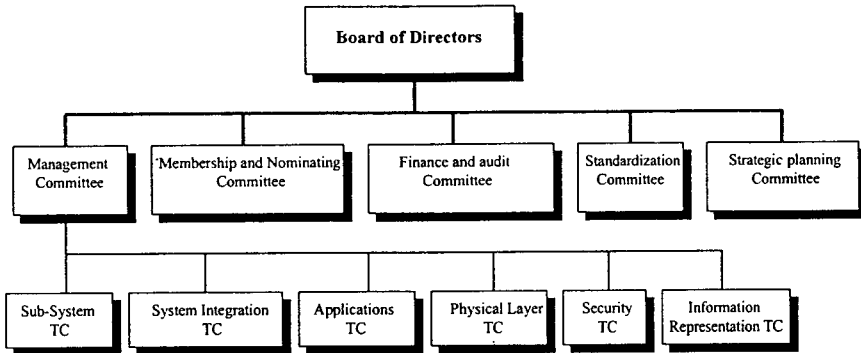 Board of Directors
Management
Committee
Membership and Nominating
Committee
Finance and audit
Committee
Standardization
Committee
Strategic planning
Committee
Sub-System
TC
System Integration
TC
Applications
TC
Physical Layer
TC
Security
TC
Information
Representation TC